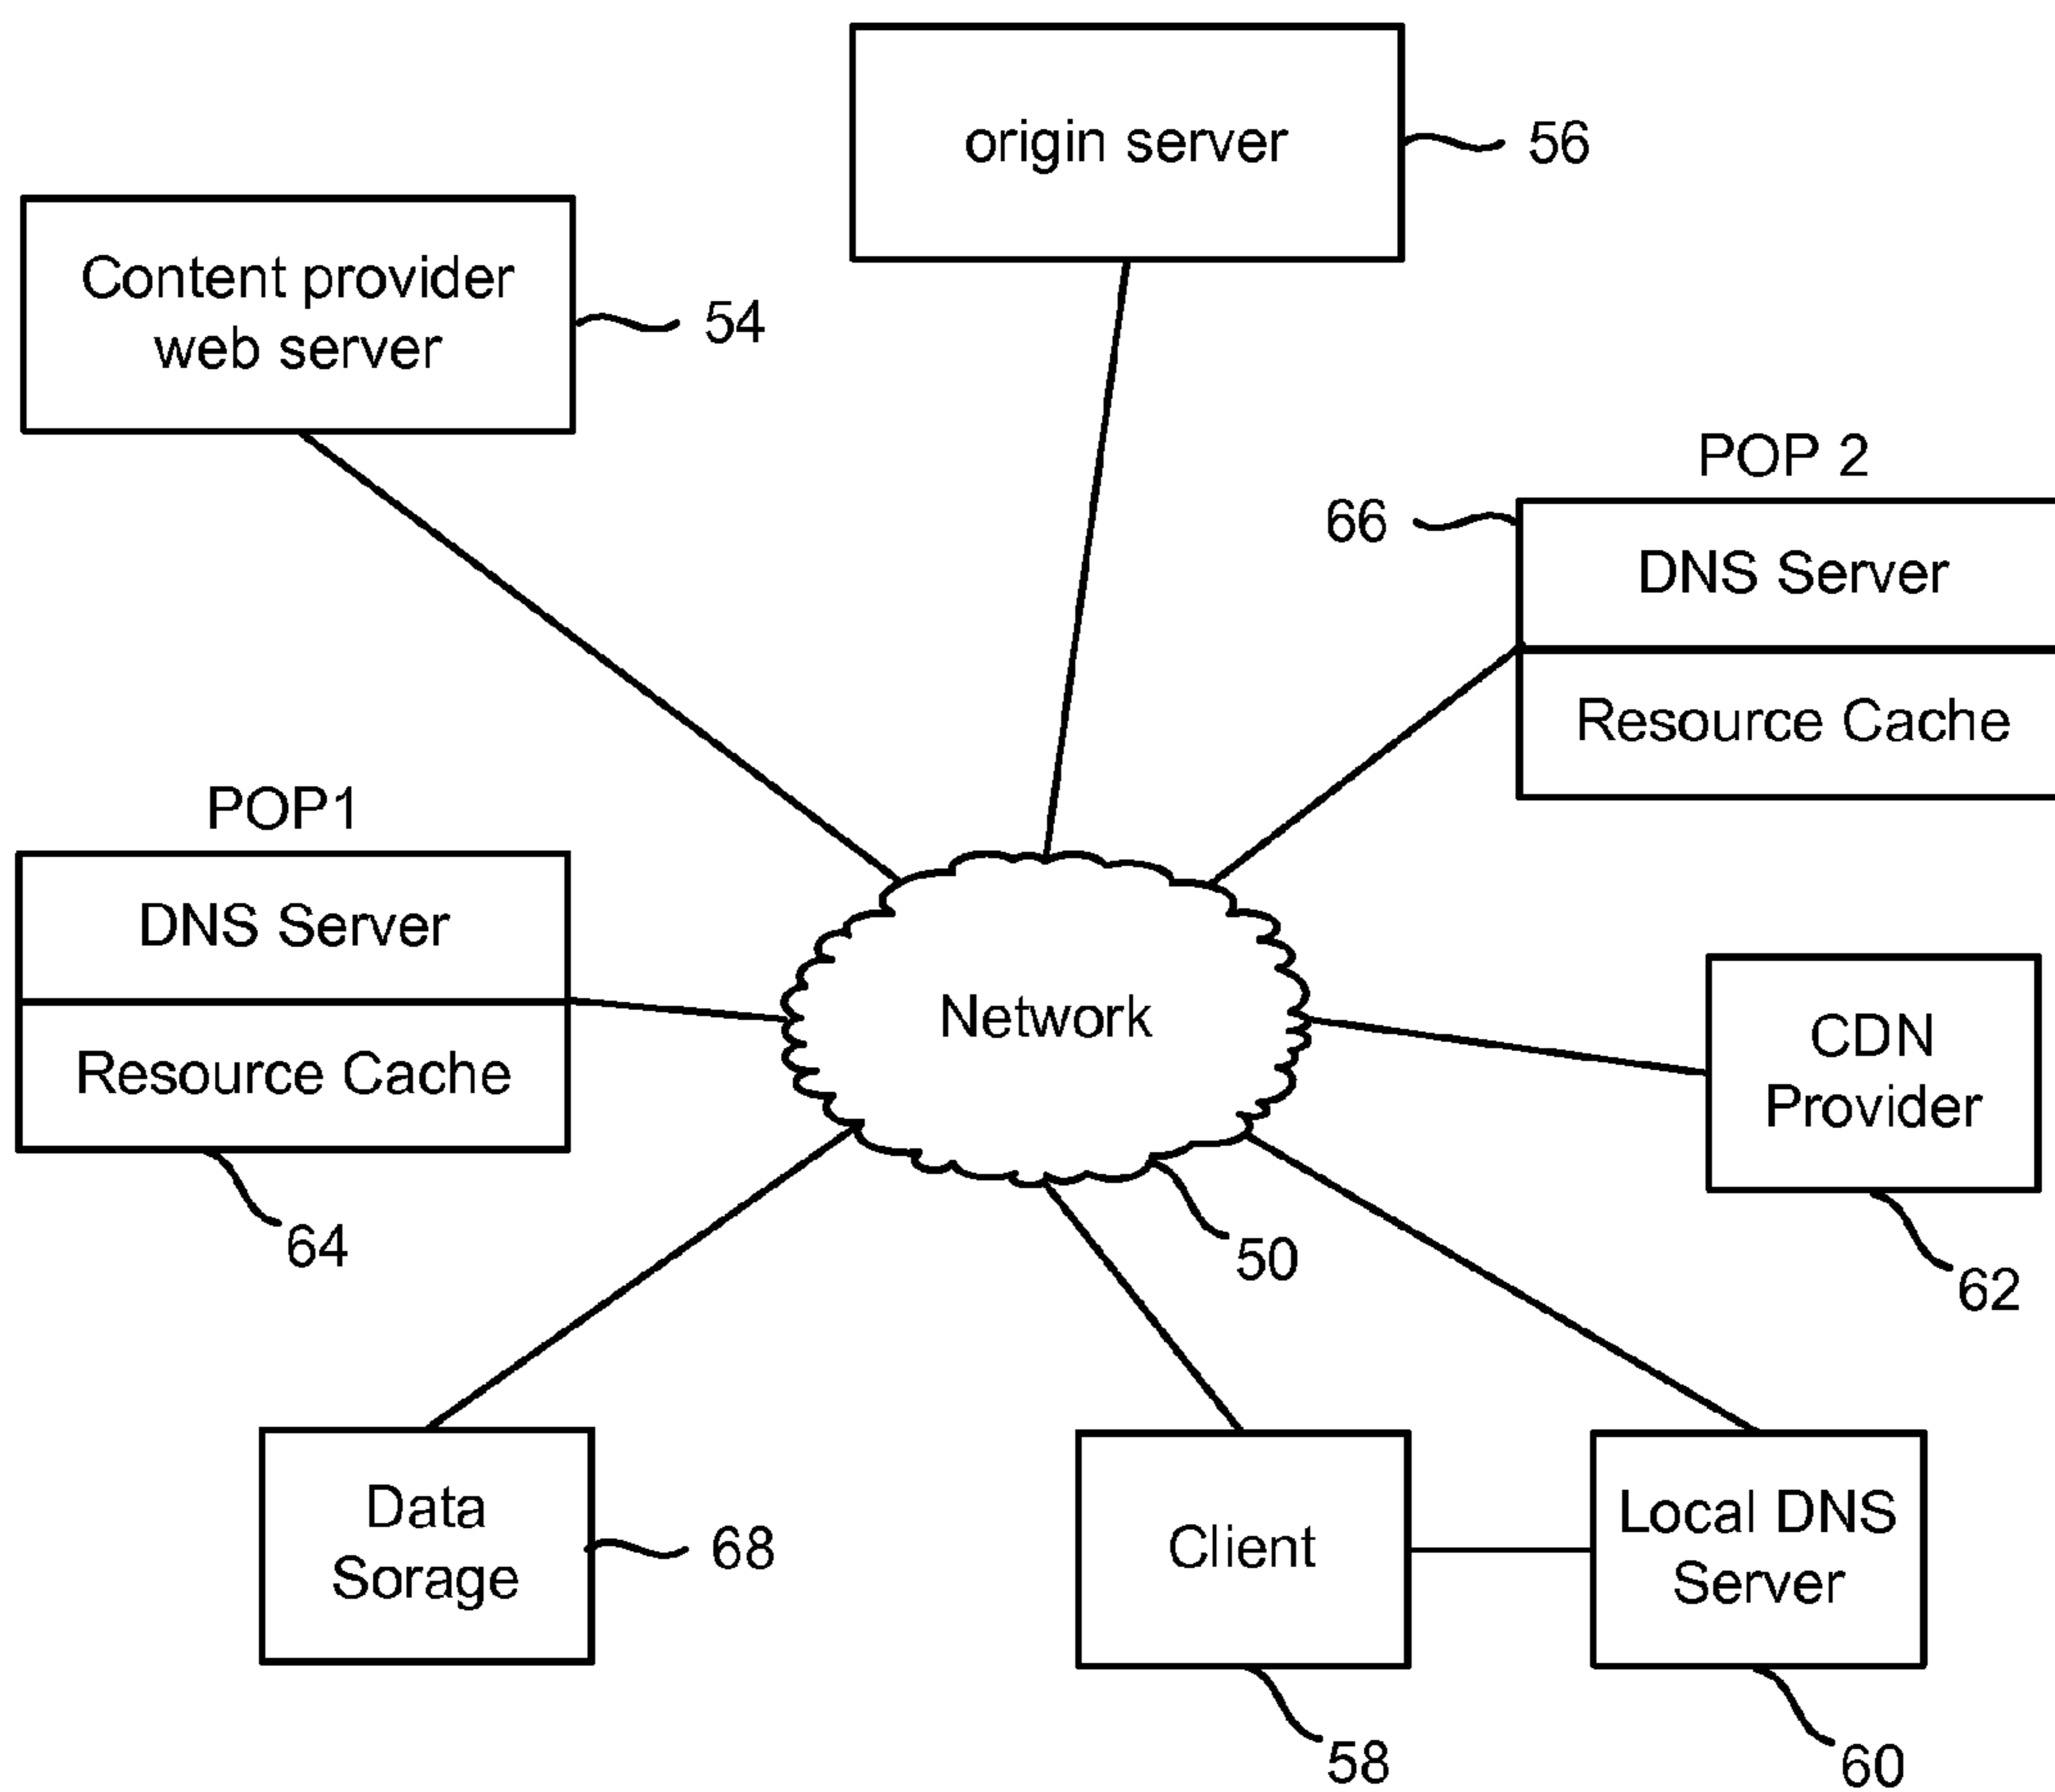 origin server
56
Content provider
web server
54
POP 2
66
DNS Server
Resource Cache
POP1
DNS Server
Resource Cache
64
Network
50
CDN
Provider
62
Data
Sorage
68
Client
58
Local DNS
Server
60